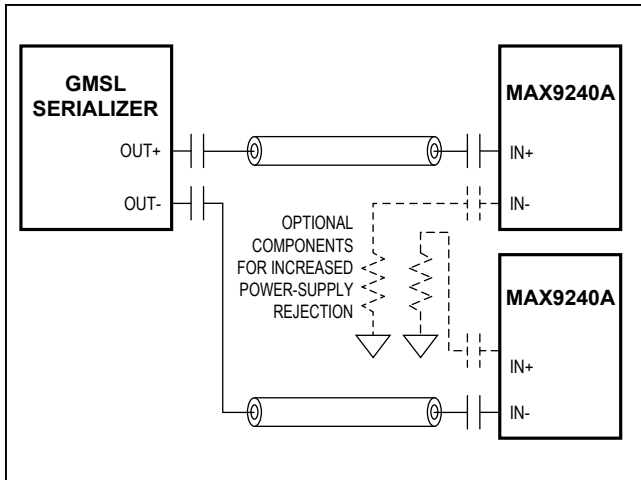 GMSL
SERIALIZER
OUT+
OUT-
MAX9240A
IN+
IN-
OPTIONAL
COMPONENTS
FOR INCREASED
POWER-SUPPLY
REJECTION
MAX9240A
IN+
IN-